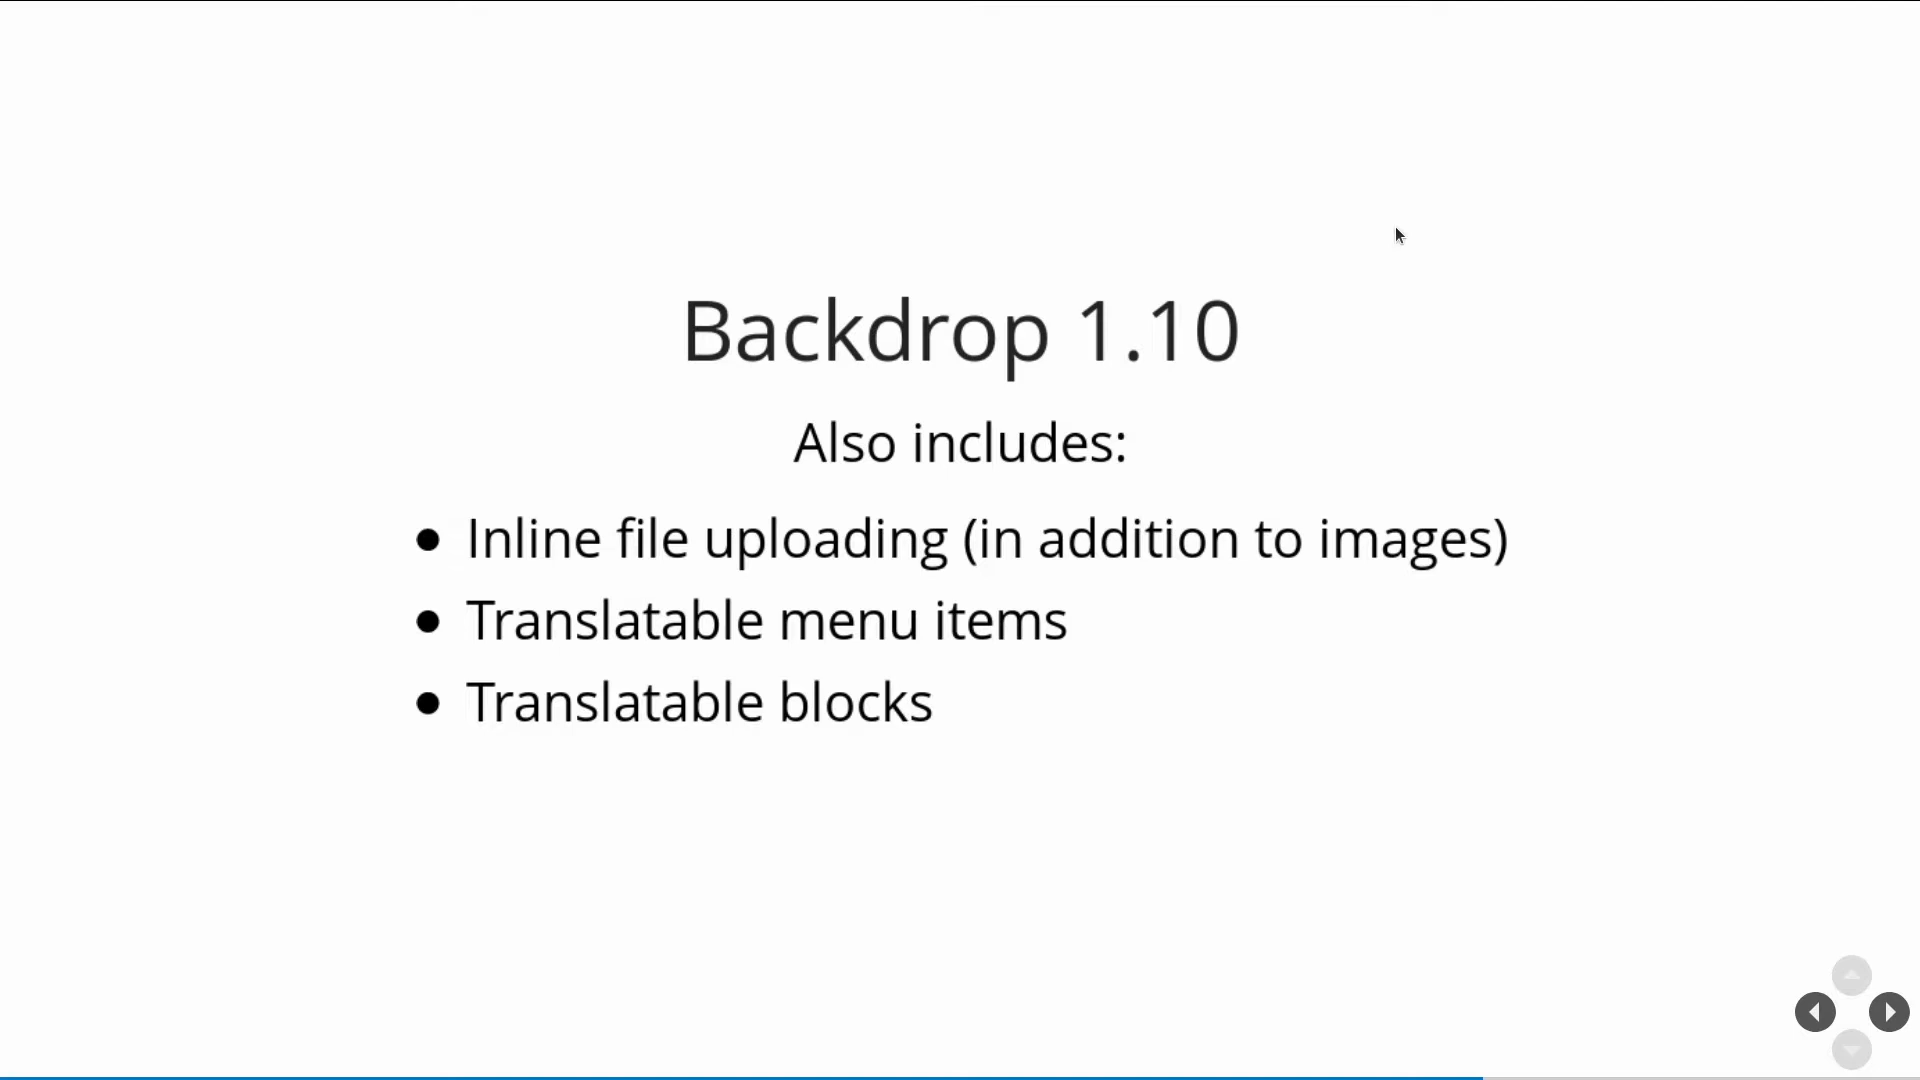 Backdrop 1.10
Also includes:
Inline file uploading (in addition to images)
Translatable menu items
Translatable blocks